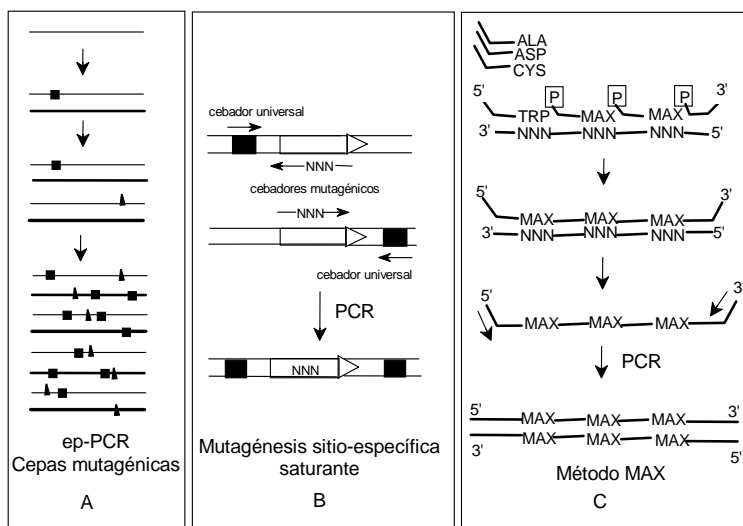 ep-PCR
Cepas mutagénicas
A
cebador universal
NNN
cebadores mutagénicos
NNN
cebador universal
PCR
NNN
Mutagénesis sitio-específica
saturante
B
ALA
ASP
CYS
5' P P P 3'
TRP MAX MAX
3' NNN NNN NNN 5'
5' 3'
MAX MAX MAX
3' NNN NNN NNN 5'
5' 3'
MAX MAX MAX
PCR
5' MAX MAX MAX 3'
3' MAX MAX MAX 5'
Método MAX
C